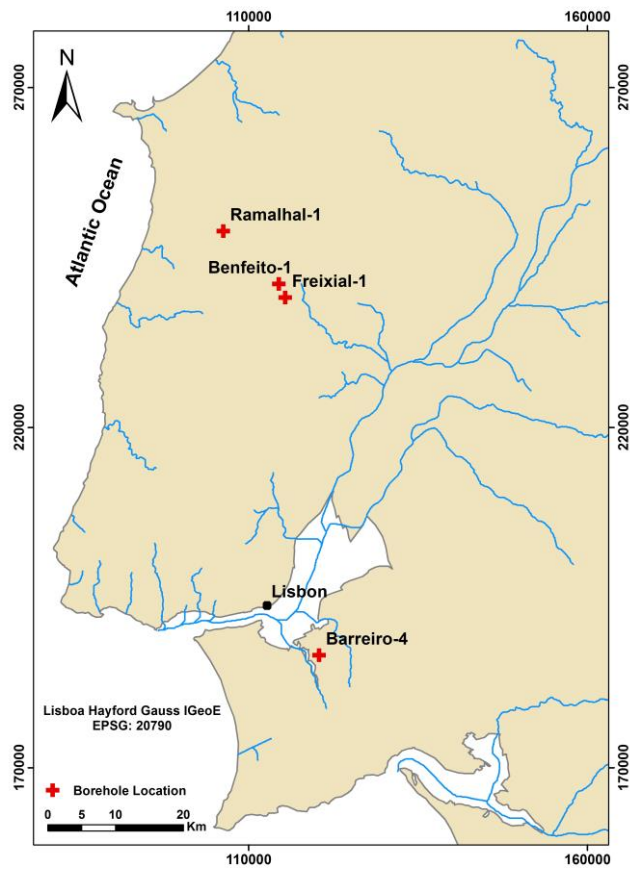 110000
160000
270000
270000
N
Atlantic Ocean
Ramalhal-1
Benfeito-1
Freixial-1
220000
220000
Lisbon
Barreiro-4
Lisboa Hayford Gauss IGeoE
EPSG: 20790
170000
170000
Borehole Location
0 5 10 20
Km
110000
160000